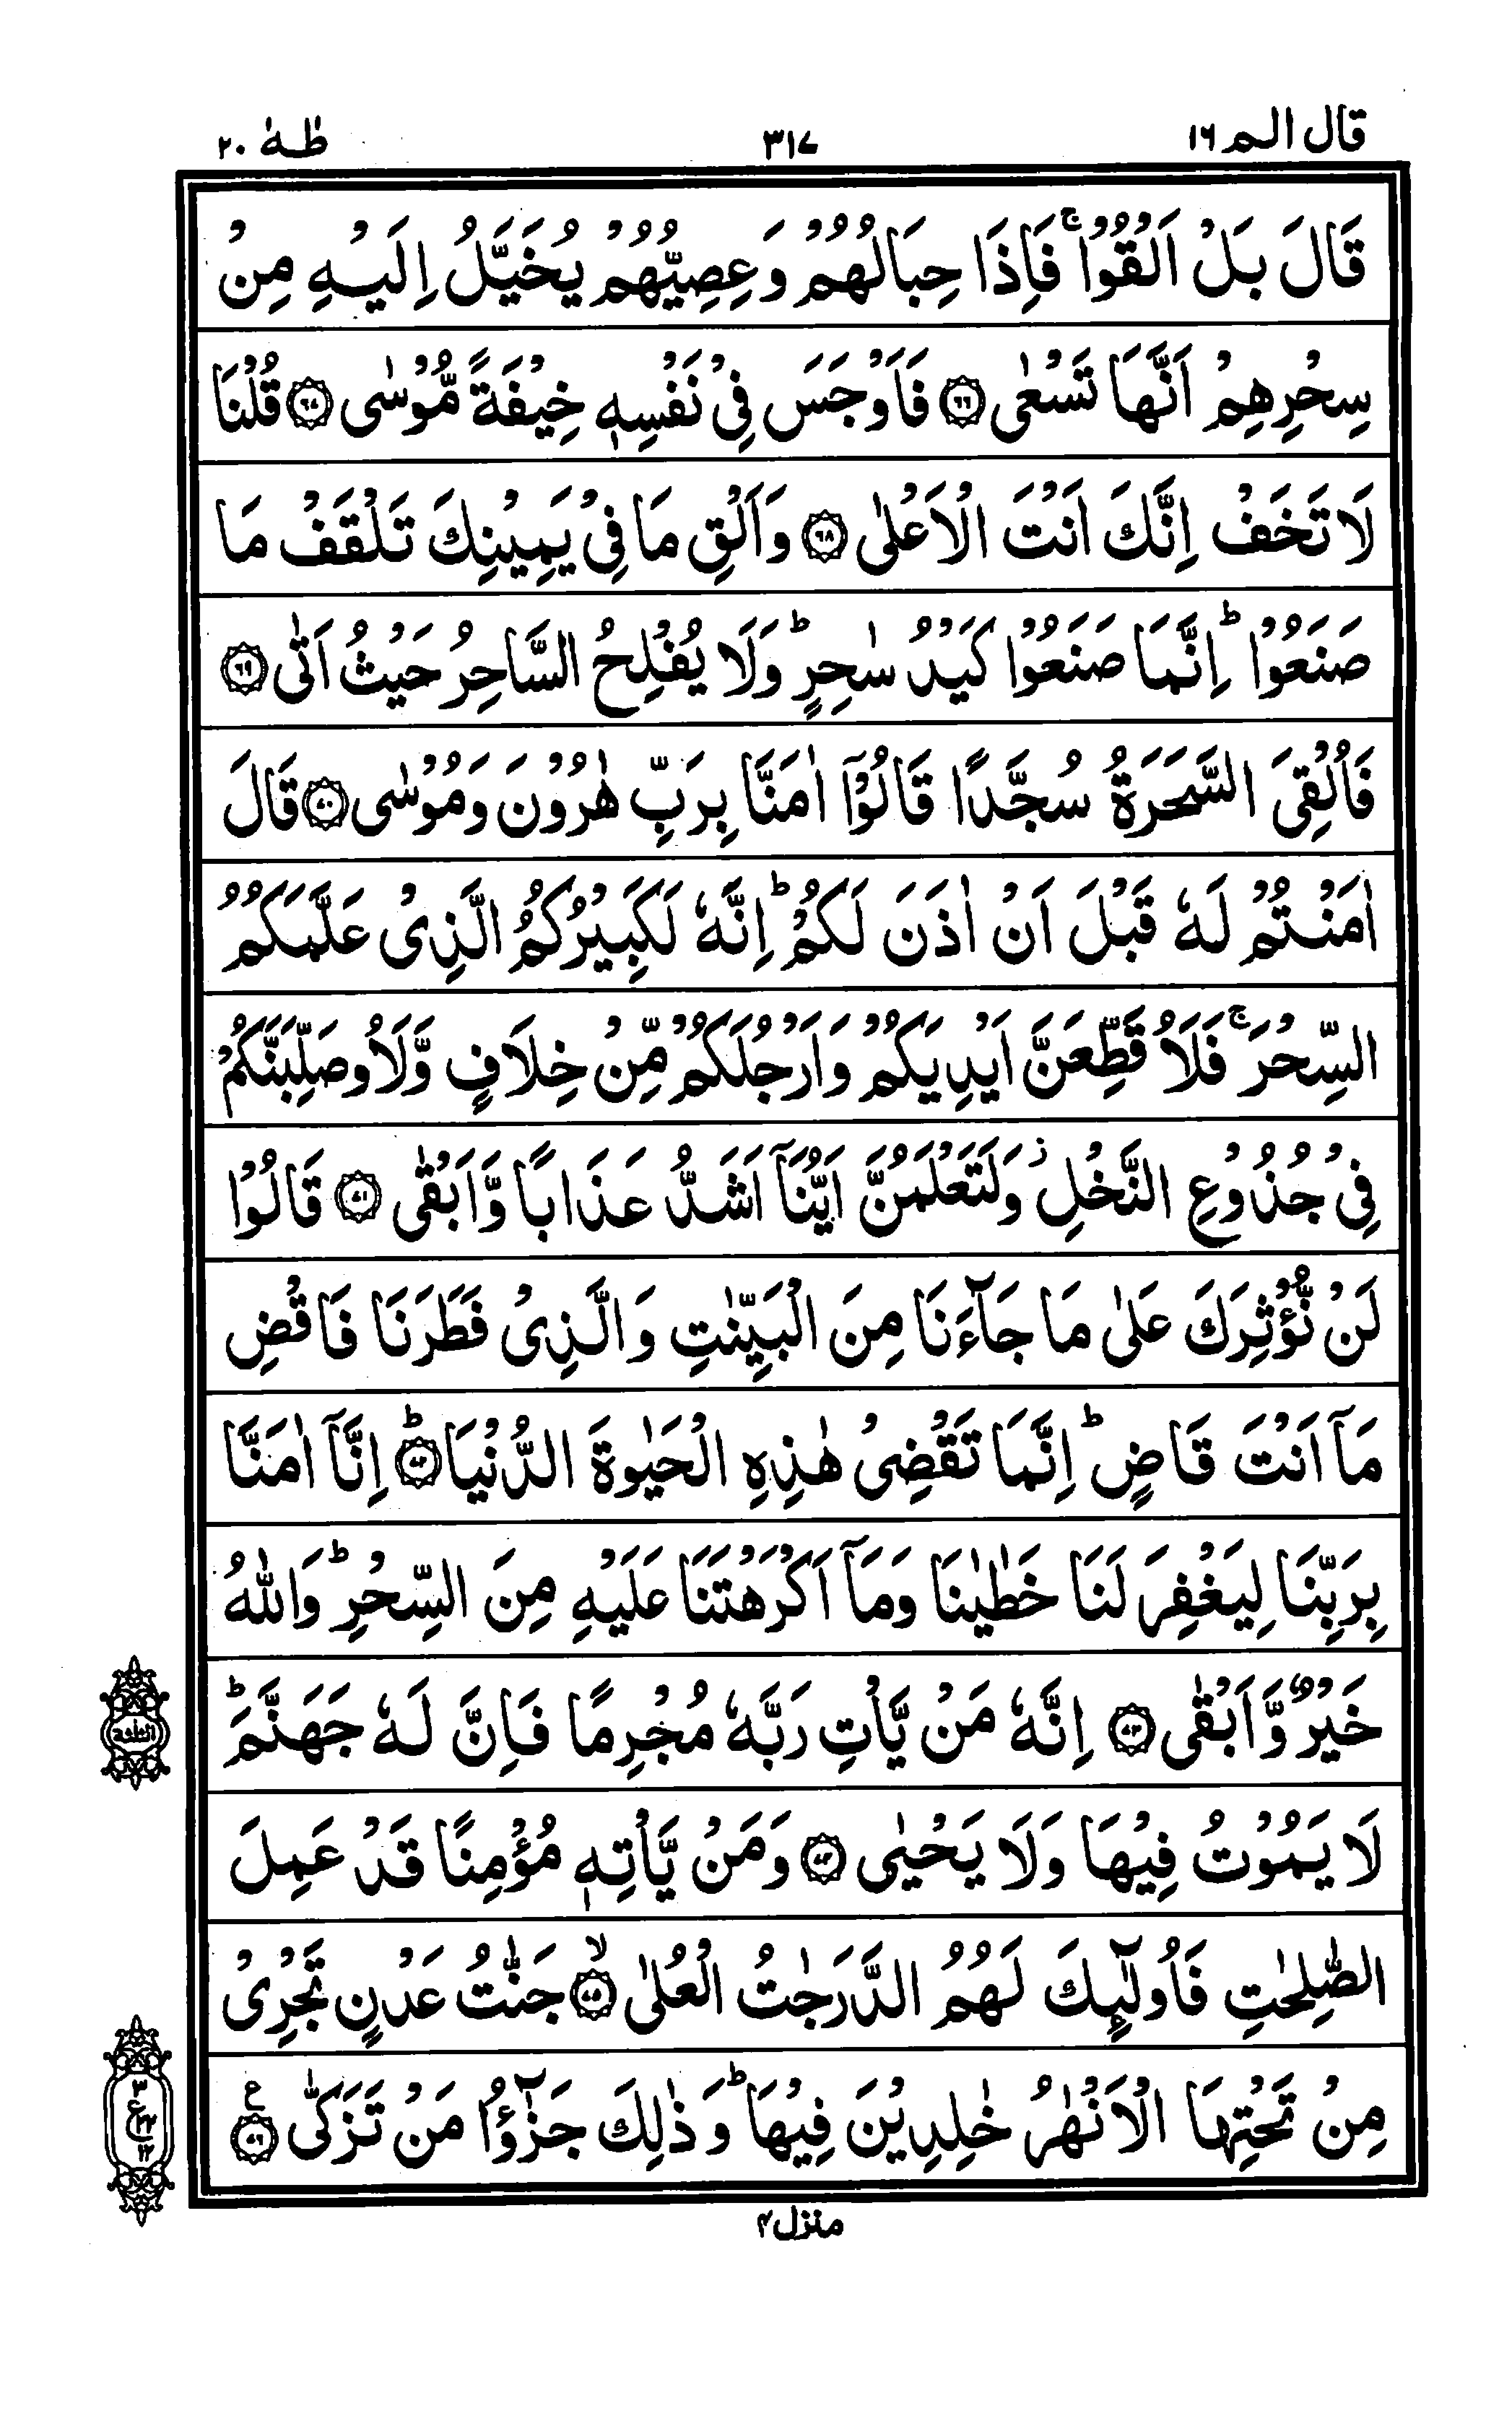 قال الم ١٦
٣١٧
طٰهٰ ٢٠
قَالَ بَلْ اَلْقُوْا ۚ فَاِذَا حِبَالُهُمْ وَعِصِيُّهُمْ يُخَيَّلُ اِلَيْهِ مِنْ
سِحْرِهِمْ اَنَّهَا تَسْعٰى ۝٦٦ فَاَوْجَسَ فِيْ نَفْسِهٖ خِيْفَةً مُّوْسٰى ۝٦٧ قُلْنَا
لَا تَخَفْ اِنَّكَ اَنْتَ الْاَعْلٰى ۝٦٨ وَاَلْقِ مَا فِيْ يَمِيْنِكَ تَلْقَفْ مَا
صَنَعُوْا ؕ اِنَّمَا صَنَعُوْا كَيْدُ سٰحِرٍ ؕ وَلَا يُفْلِحُ السَّاحِرُ حَيْثُ اَتٰى ۝٦٩
فَاُلْقِيَ السَّحَرَةُ سُجَّدًا قَالُوْٓا اٰمَنَّا بِرَبِّ هٰرُوْنَ وَمُوْسٰى ۝٧٠ قَالَ
اٰمَنْتُمْ لَهٗ قَبْلَ اَنْ اٰذَنَ لَكُمْ ؕ اِنَّهٗ لَكَبِيْرُكُمُ الَّذِيْ عَلَّمَكُمُ
السِّحْرَ ۚ فَلَاُقَطِّعَنَّ اَيْدِيَكُمْ وَاَرْجُلَكُمْ مِّنْ خِلَافٍ وَّلَاُوصَلِّبَنَّكُمْ
فِيْ جُذُوْعِ النَّخْلِ ؗ وَلَتَعْلَمُنَّ اَيُّنَآ اَشَدُّ عَذَابًا وَّاَبْقٰى ۝٧١ قَالُوْا
لَنْ نُّؤْثِرَكَ عَلٰى مَا جَآءَنَا مِنَ الْبَيِّنٰتِ وَالَّذِيْ فَطَرَنَا فَاقْضِ
مَآ اَنْتَ قَاضٍ ؕ اِنَّمَا تَقْضِيْ هٰذِهِ الْحَيٰوةَ الدُّنْيَا ؕ۝٧٢ اِنَّآ اٰمَنَّا
بِرَبِّنَا لِيَغْفِرَ لَنَا خَطٰيٰنَا وَمَآ اَكْرَهْتَنَا عَلَيْهِ مِنَ السِّحْرِ ؕ وَاللّٰهُ
خَيْرٌ وَّاَبْقٰى ۝٧٣ اِنَّهٗ مَنْ يَّاْتِ رَبَّهٗ مُجْرِمًا فَاِنَّ لَهٗ جَهَنَّمَ ؕ
الثلثة
لَا يَمُوْتُ فِيْهَا وَلَا يَحْيٰى ۝٧٤ وَمَنْ يَّاْتِهٖ مُؤْمِنًا قَدْ عَمِلَ
الصّٰلِحٰتِ فَاُولٰٓئِكَ لَهُمُ الدَّرَجٰتُ الْعُلٰى ۙ۝٧٥ جَنّٰتُ عَدْنٍ تَجْرِيْ
مِنْ تَحْتِهَا الْاَنْهٰرُ خٰلِدِيْنَ فِيْهَا ؕ وَذٰلِكَ جَزٰٓؤُا مَنْ تَزَكّٰى ۝٧٦ ع
٣
ع ٢٢
١٢
منزل ٤